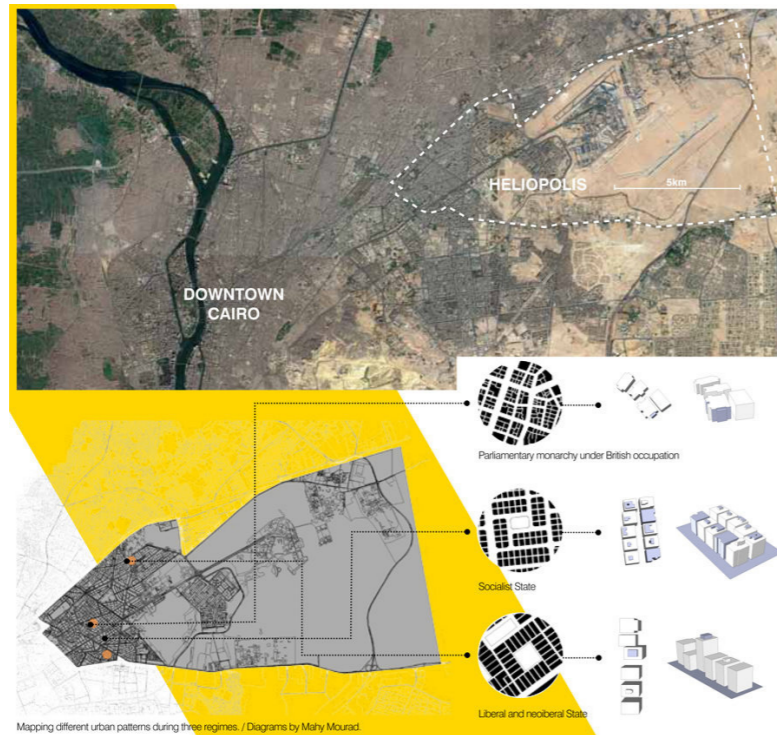 HELIOPOLIS
5km
DOWNTOWN
CAIRO
Parliamentary monarchy under British occupation
Socialist State
Liberal and neoiberal State
Mapping different urban patterns during three regimes. / Diagrams by Mahy Mourad.